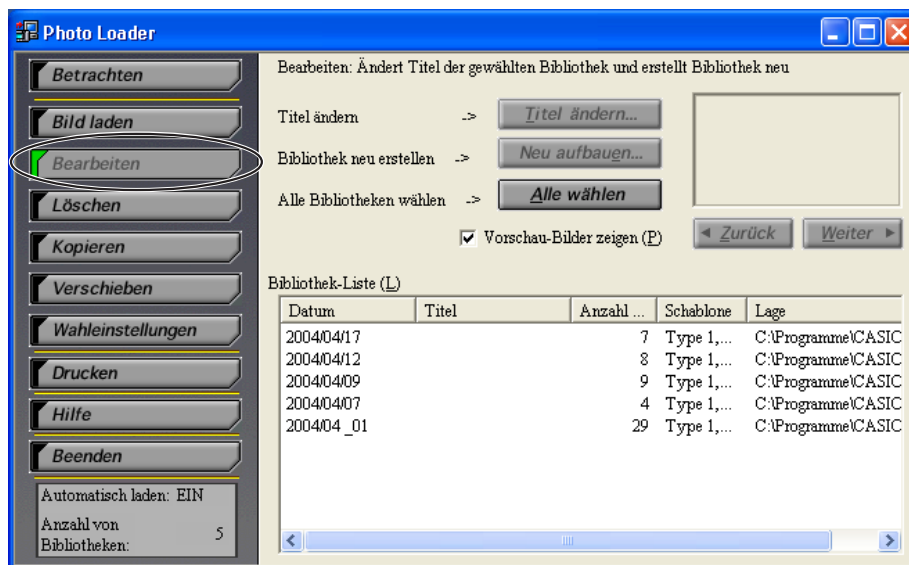 Photo Loader
Betrachten
Bild laden
Bearbeiten
Löschen
Kopieren
Verschieben
Wahleinstellungen
Drucken
Hilfe
Beenden
Automatisch laden: EIN
Anzahl von
Bibliotheken: 5
Bearbeiten: Ändert Titel der gewählten Bibliothek und erstellt Bibliothek neu
Titel ändern -> Titel ändern...
Bibliothek neu erstellen -> Neu aufbauen...
Alle Bibliotheken wählen -> Alle wählen
Vorschau-Bilder zeigen (P)
Zurück Weiter
Bibliothek-Liste (L)
Datum Titel Anzahl ... Schablone Lage
2004/04/17 7 Type 1,... C:\Programme\CASIC
2004/04/12 8 Type 1,... C:\Programme\CASIC
2004/04/09 9 Type 1,... C:\Programme\CASIC
2004/04/07 4 Type 1,... C:\Programme\CASIC
2004/04 _01 29 Type 1,... C:\Programme\CASIC